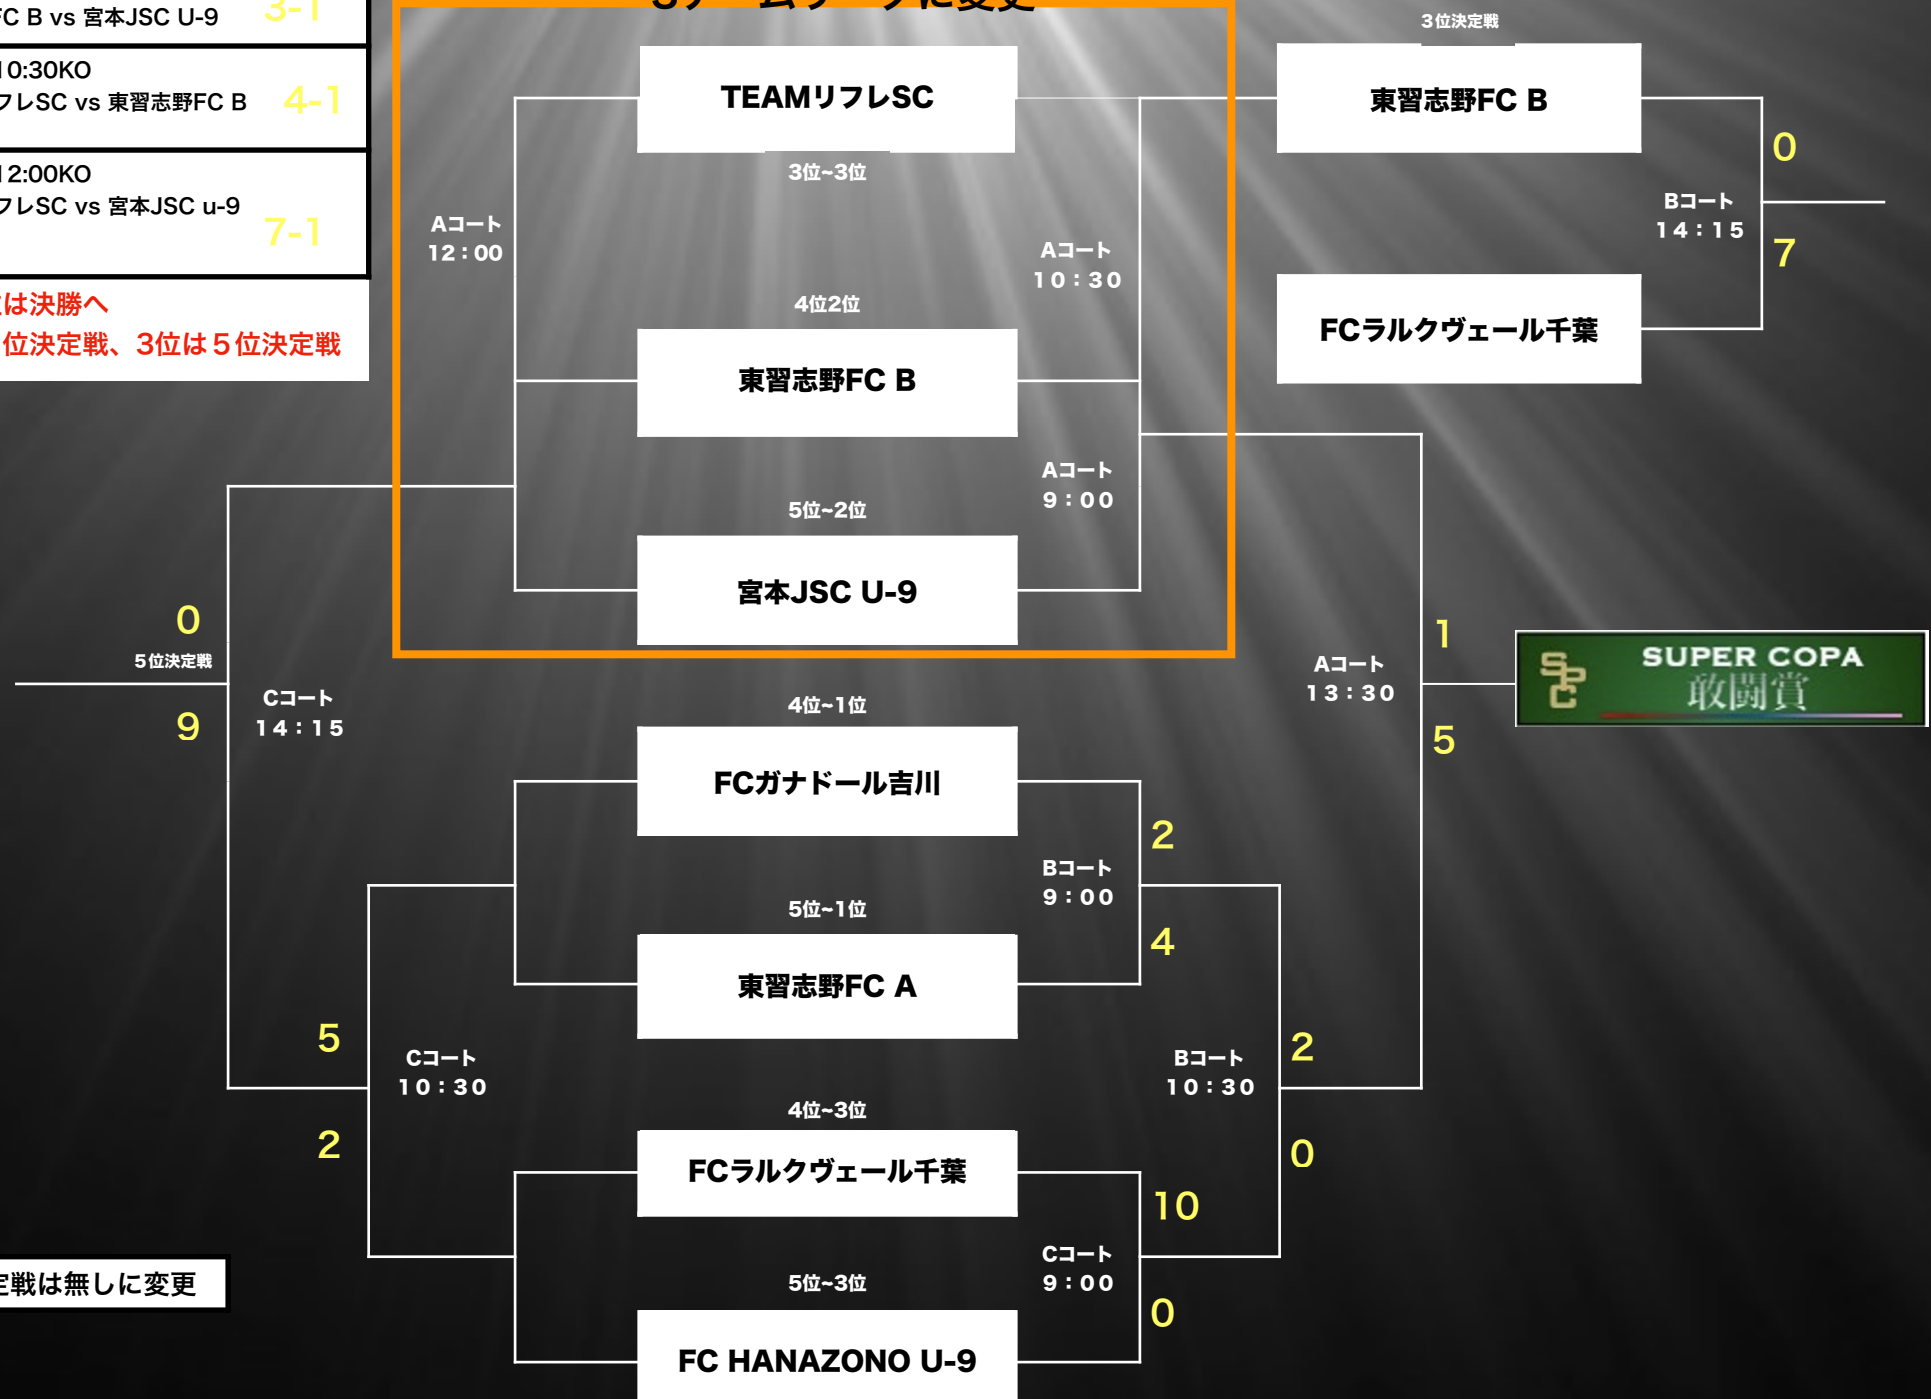 FC B vs 宮本JSC U-9
3-1
10:30KO
フレSC vs 東習志野FC B
4-1
12:00KO
フレSC vs 宮本JSC u-9
7-1
は決勝へ
位決定戦、3位は５位決定戦
TEAMリフレSC
3位~3位
Aコート
12：00
Aコート
10：30
4位2位
東習志野FC B
Aコート
9：00
5位~2位
宮本JSC U-9
３位決定戦
東習志野FC B
0
Bコート
14：15
7
FCラルクヴェール千葉
0
５位決定戦
9
Cコート
14：15
1
Aコート
13：30
5
SPC
SUPER COPA
敢闘賞
4位~1位
FCガナドール吉川
2
Bコート
9：00
5位~1位
4
東習志野FC A
5
Cコート
10：30
2
Bコート
10：30
2
0
4位~3位
FCラルクヴェール千葉
10
Cコート
9：00
5位~3位
0
FC HANAZONO U-9
定戦は無しに変更